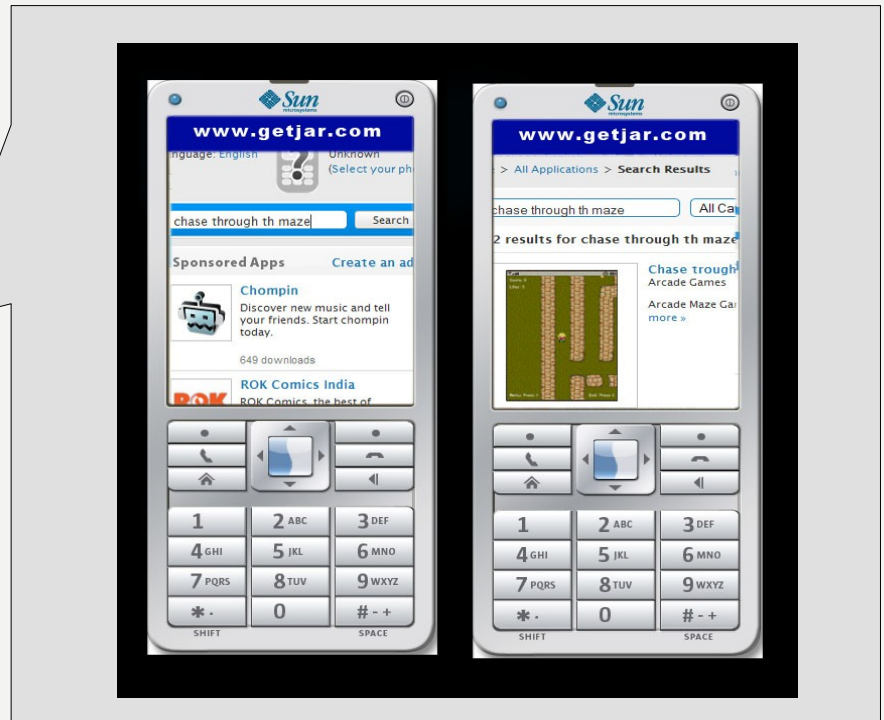 Sun
microsystems
www.getjar.com
nguage: English
Unknown
(Select your ph
chase through th maze
Search
Sponsored Apps
Create an ad
Chompin
Discover new music and tell
your friends. Start chompin
today.
649 downloads
ROK Comics India
ROK
ROK Comics, the best of
1
2 ABC
3 DEF
4 GHI
5 JKL
6 MNO
7 PQRS
8 TUV
9 WXYZ
* .
0
# - +
SHIFT
SPACE
Sun
microsystems
www.getjar.com
> All Applications > Search Results
chase through th maze
All Ca
2 results for chase through th maze
Chase trough
Arcade Games
Arcade Maze Ga
more »
1
2 ABC
3 DEF
4 GHI
5 JKL
6 MNO
7 PQRS
8 TUV
9 WXYZ
* .
0
# - +
SHIFT
SPACE